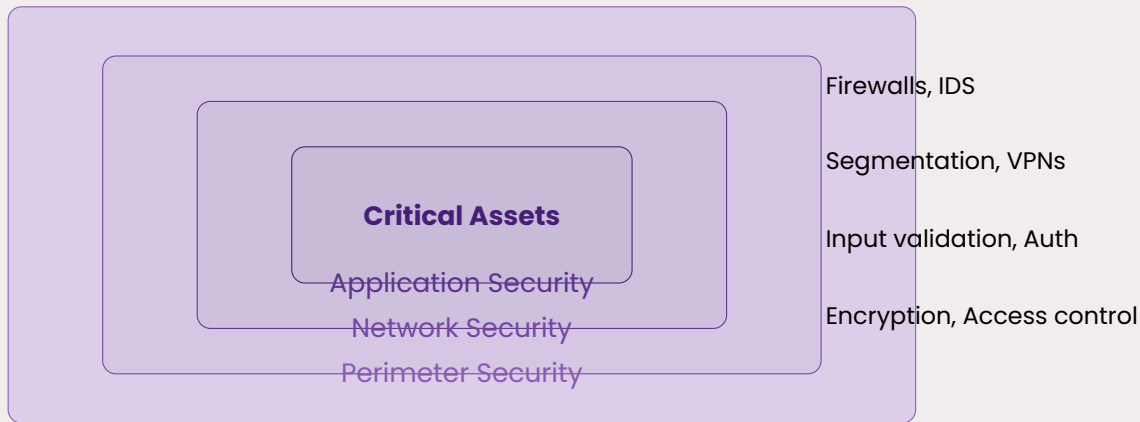 Firewalls, IDS
Segmentation, VPNs
Critical Assets
Input validation, Auth
Application Security
Encryption, Access control
Network Security
Perimeter Security